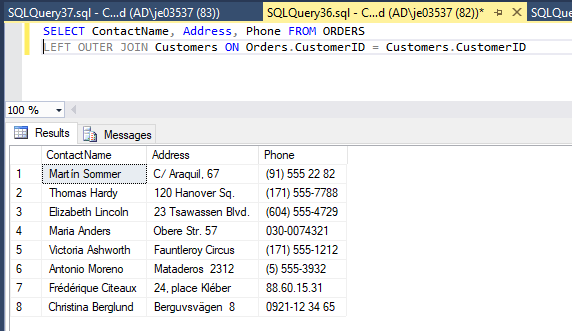 SQLQuery37.sql - C...d (AD\je03537 (83)) SQLQuery36.sql - C...d (AD\je03537 (82))* SQLQue
SELECT ContactName, Address, Phone FROM ORDERS
LEFT OUTER JOIN Customers ON Orders.CustomerID = Customers.CustomerID
100 %
Results Messages
ContactName Address Phone
1 Martín Sommer C/ Araquil, 67 (91) 555 22 82
2 Thomas Hardy 120 Hanover Sq. (171) 555-7788
3 Elizabeth Lincoln 23 Tsawassen Blvd. (604) 555-4729
4 Maria Anders Obere Str. 57 030-0074321
5 Victoria Ashworth Fauntleroy Circus (171) 555-1212
6 Antonio Moreno Mataderos 2312 (5) 555-3932
7 Frédérique Citeaux 24, place Kléber 88.60.15.31
8 Christina Berglund Berguvsvägen 8 0921-12 34 65